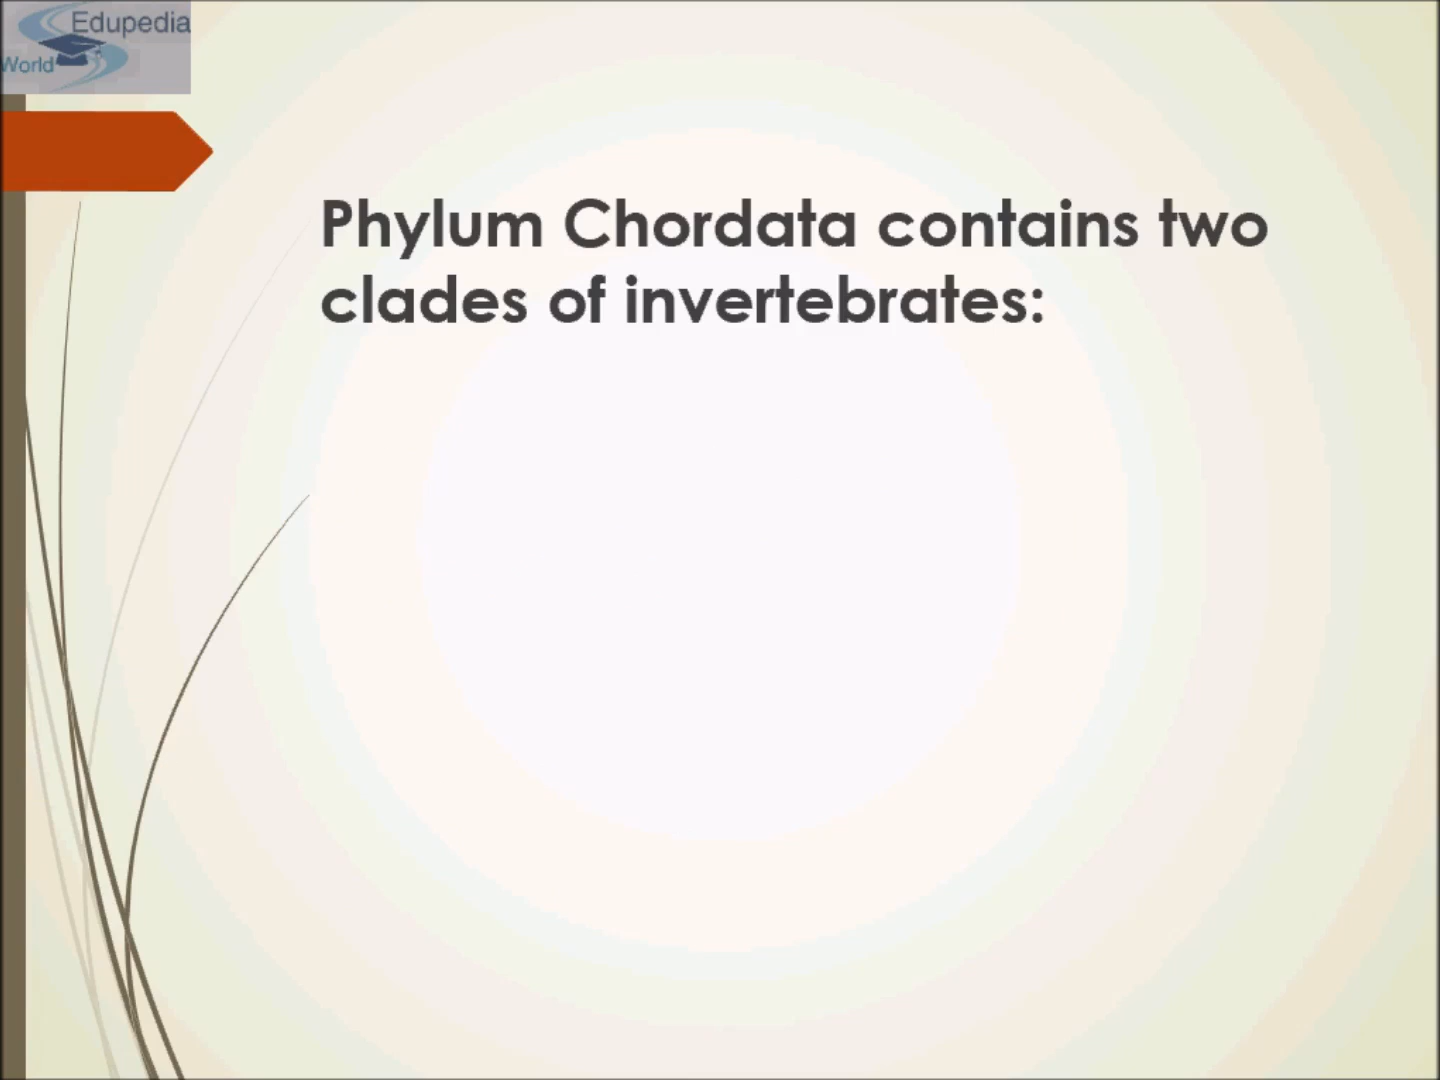 Edupedia
World
Phylum Chordata contains two
clades of invertebrates: